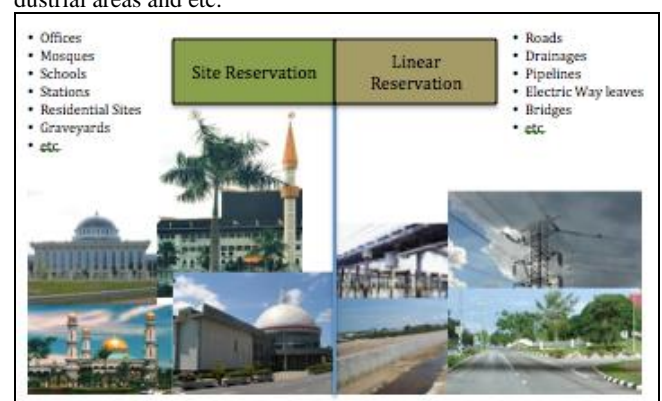 dustrial areas and etc.
• Offices
• Mosques
• Schools
• Stations
• Residential Sites
• Graveyards
• etc.
Site Reservation
Linear
Reservation
• Roads
• Drainages
• Pipelines
• Electric Way leaves
• Bridges
• etc.